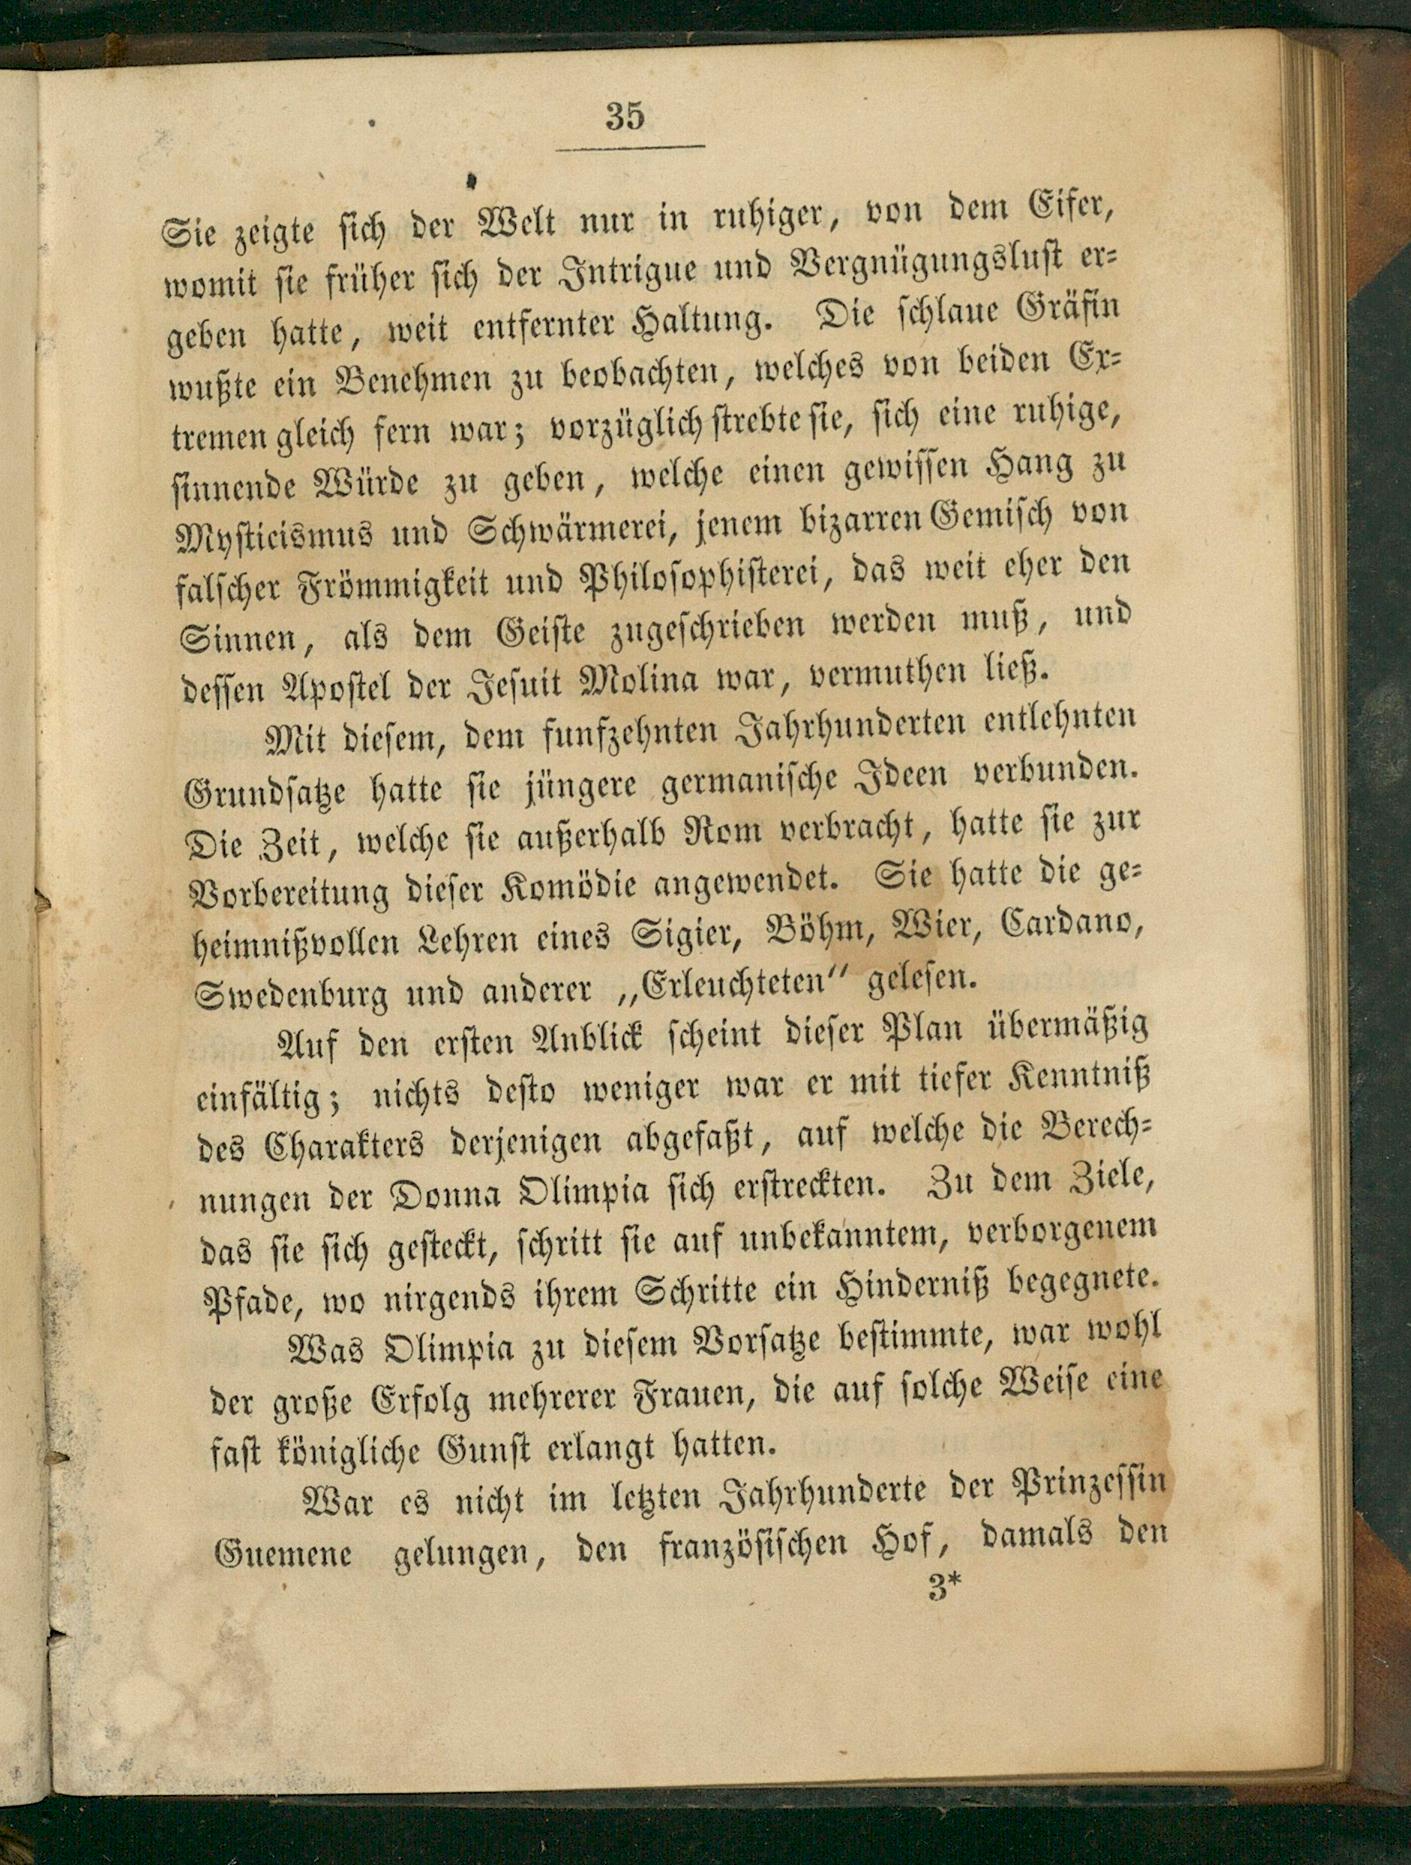 35
Sie zeigte sich der Welt nur in ruhiger, von dem Eifer,
womit sie früher sich der Intrigue und Vergnügungslust er=
geben hatte, weit entfernter Haltung. Die schlaue Gräfin
wußte ein Benehmen zu beobachten, welches von beiden Ex=
tremen gleich fern war; vorzüglich strebte sie, sich eine ruhige,
sinnende Würde zu geben, welche einen gewissen Hang zu
Mysticismus und Schwärmerei, jenem bizarren Gemisch von
falscher Frömmigkeit und Philosophisterei, das weit eher den
Sinnen, als dem Geiste zugeschrieben werden muß, und
dessen Apostel der Jesuit Molina war, vermuthen ließ.
Mit diesem, dem funfzehnten Jahrhunderten entlehnten
Grundsatze hatte sie jüngere germanische Ideen verbunden.
Die Zeit, welche sie außerhalb Rom verbracht, hatte sie zur
Vorbereitung dieser Komödie angewendet. Sie hatte die ge=
heimnißvollen Lehren eines Sigier, Böhm, Wier, Cardano,
Swedenburg und anderer „Erleuchteten“ gelesen.
Auf den ersten Anblick scheint dieser Plan übermäßig
einfältig; nichts desto weniger war er mit tiefer Kenntniß
des Charakters derjenigen abgefaßt, auf welche die Berech=
nungen der Donna Olimpia sich erstreckten. Zu dem Ziele,
das sie sich gesteckt, schritt sie auf unbekanntem, verborgenem
Pfade, wo nirgends ihrem Schritte ein Hinderniß begegnete.
Was Olimpia zu diesem Vorsatze bestimmte, war wohl
der große Erfolg mehrerer Frauen, die auf solche Weise eine
fast königliche Gunst erlangt hatten.
War es nicht im letzten Jahrhunderte der Prinzessin
Guemene gelungen, den französischen Hof, damals den
3*